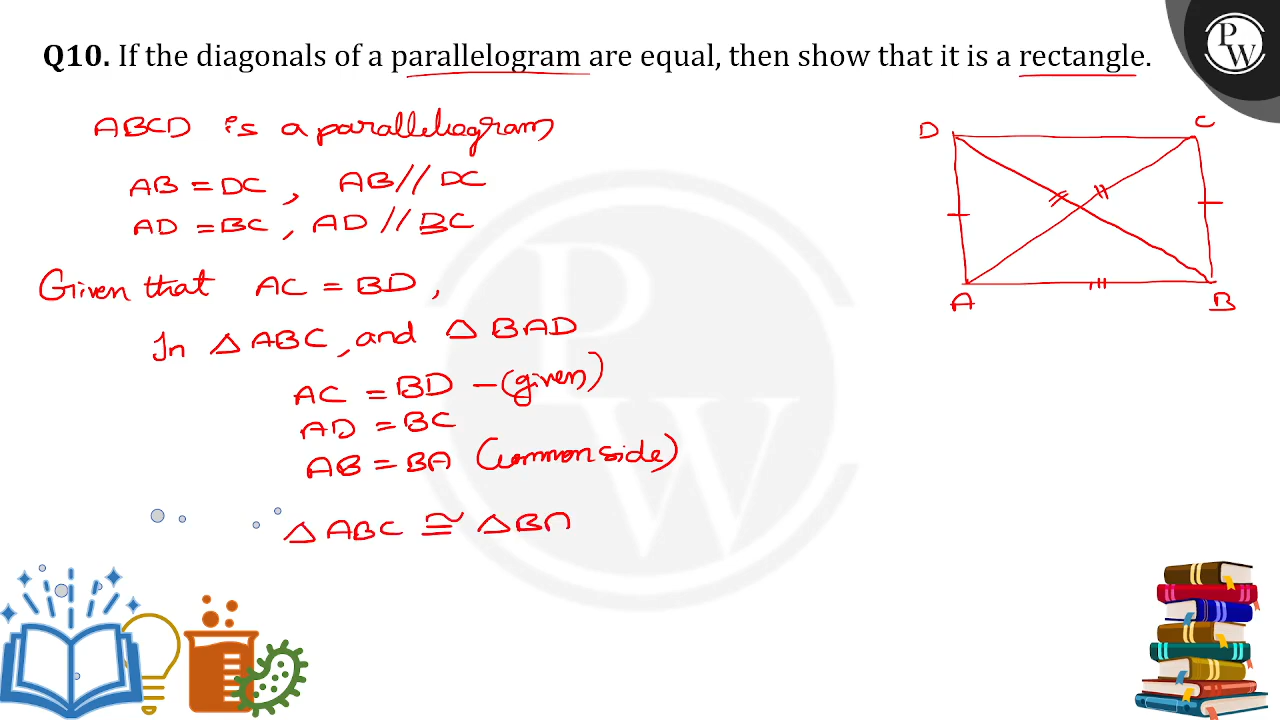 Q10. If the diagonals of a parallelogram are equal, then show that it is a rectangle.
PW
ABCD is a parallelogram
AB = DC, AB // DC
AD = BC, AD // BC
Given that AC = BD,
In △ ABC, and △ BAD
AC = BD – (given)
AD = BC
AB = BA (common side)
△ ABC ≅ △ BA
D C
A B
PW